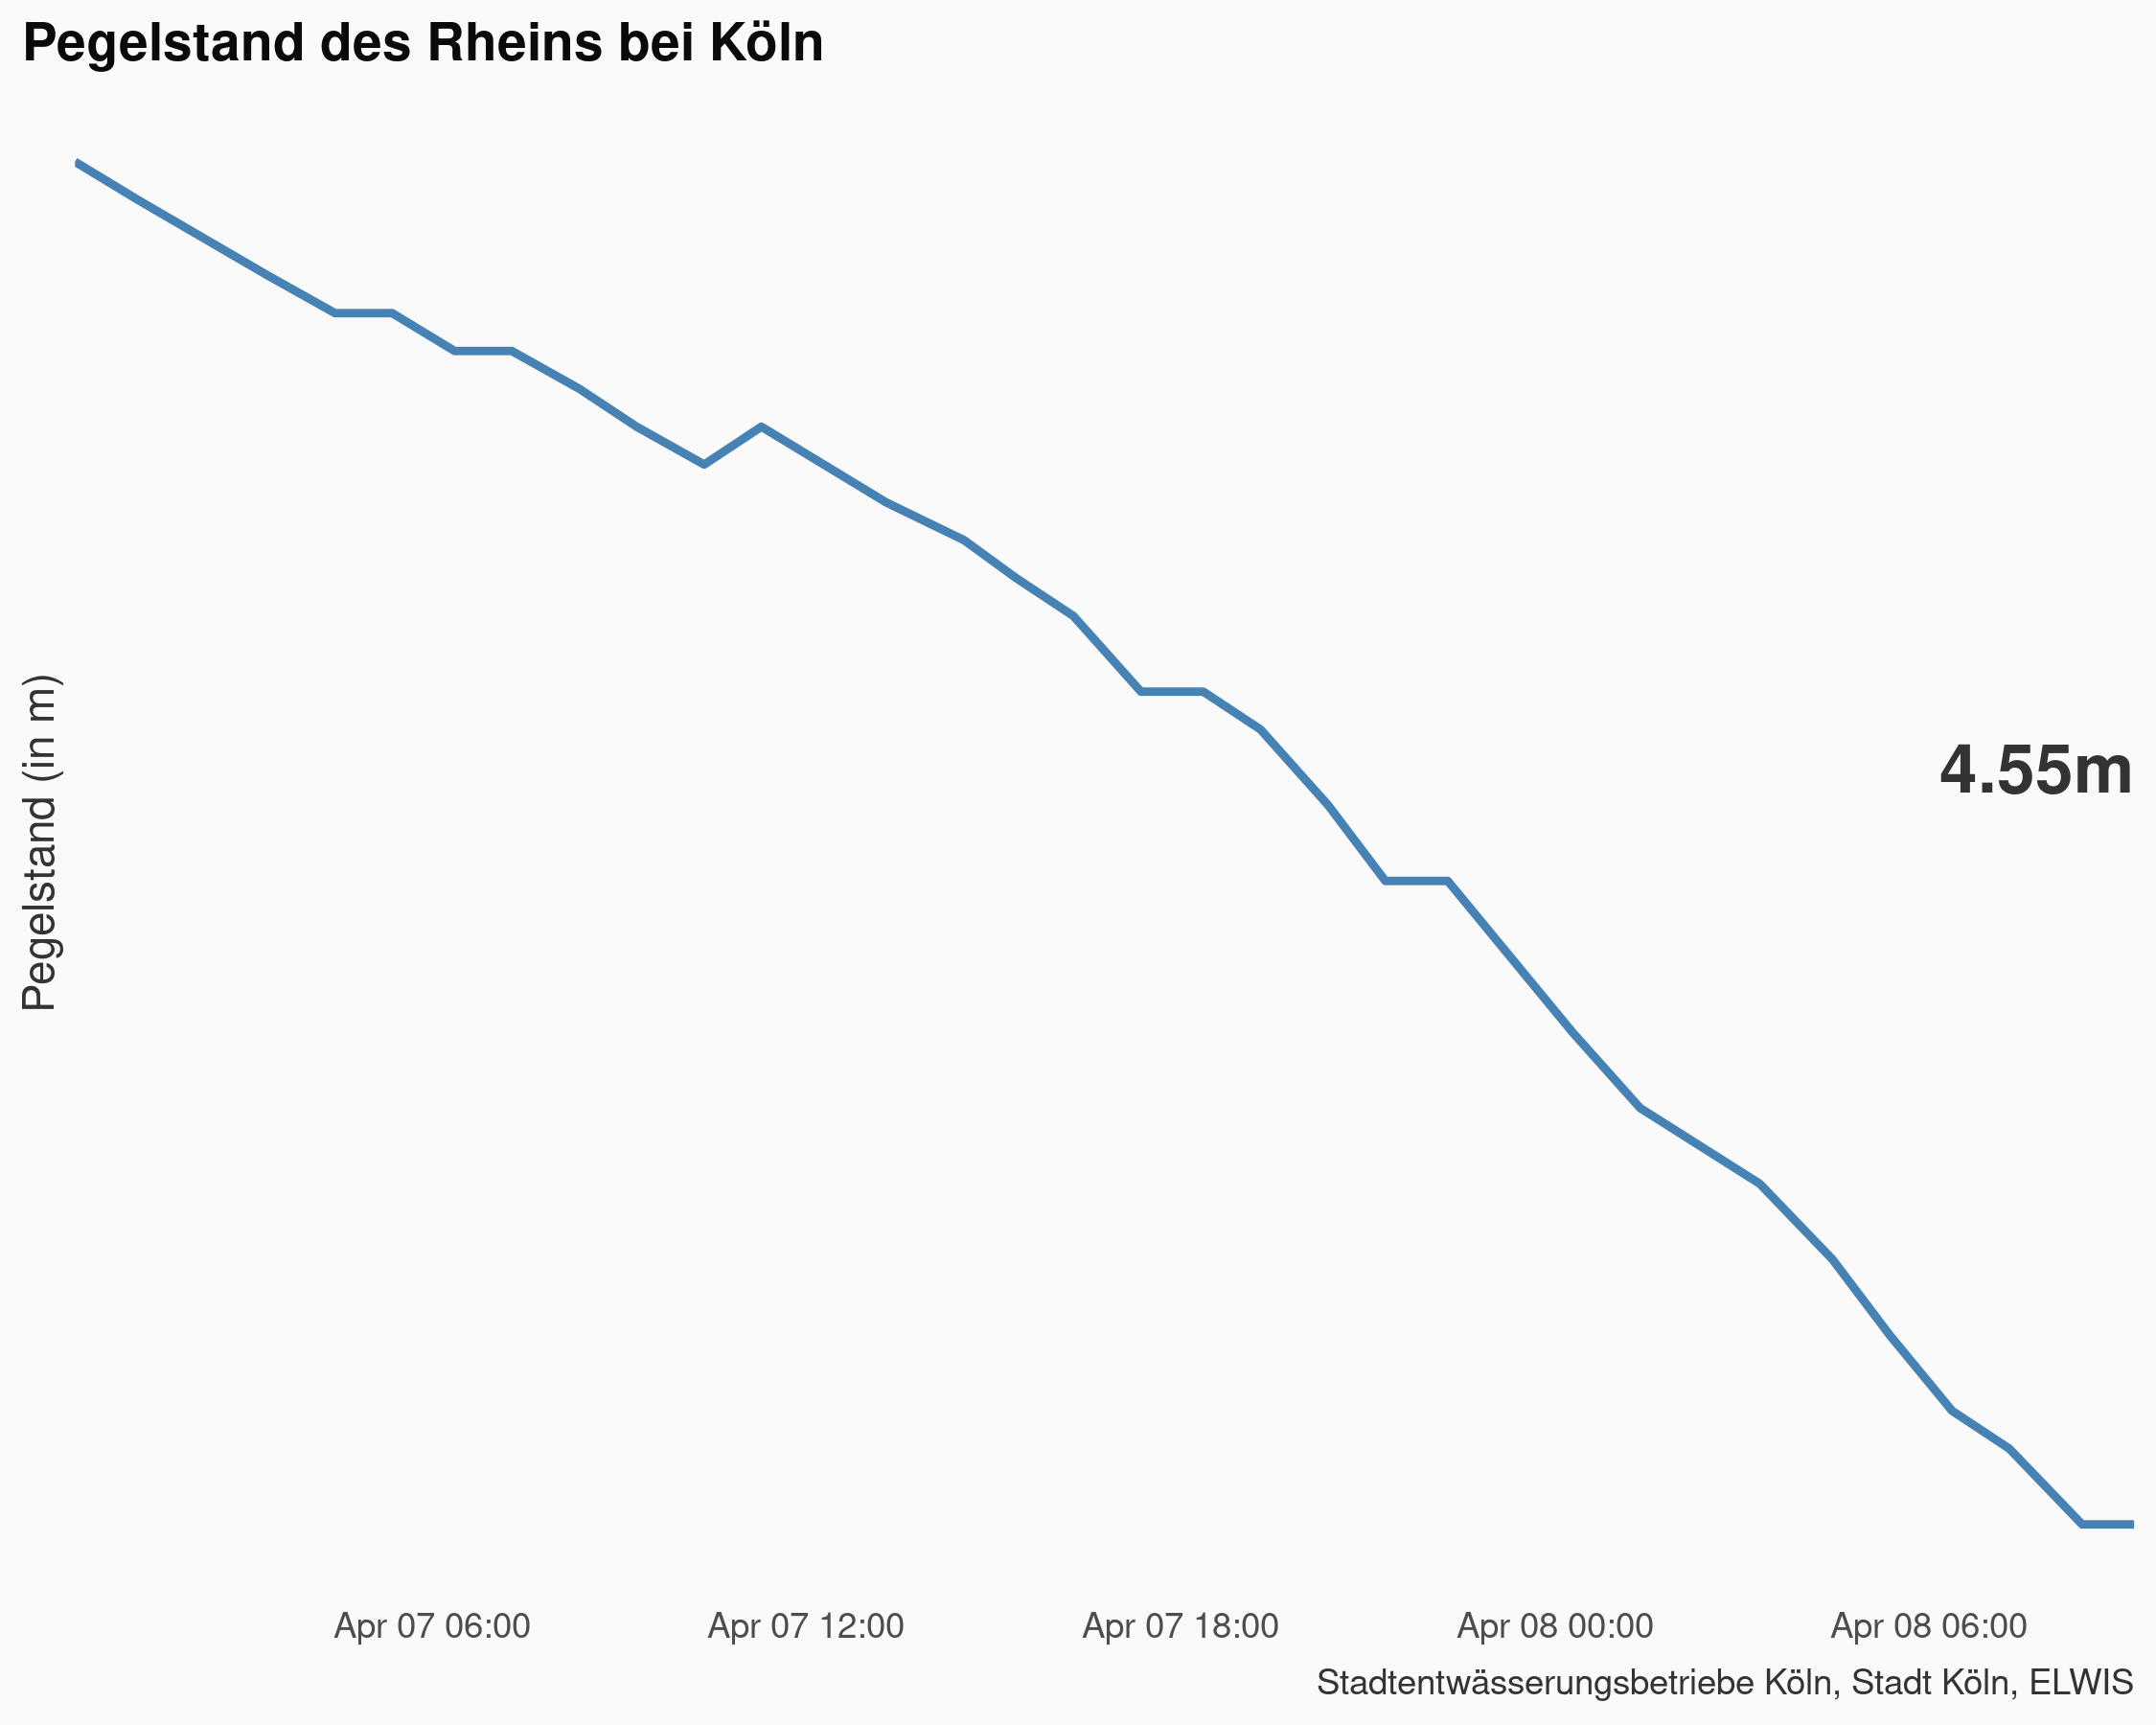 Pegelstand des Rheins bei Köln
Pegelstand (in m)
4.55m
Apr 07 06:00 Apr 07 12:00 Apr 07 18:00 Apr 08 00:00 Apr 08 06:00
Stadtentwässerungsbetriebe Köln, Stadt Köln, ELWIS